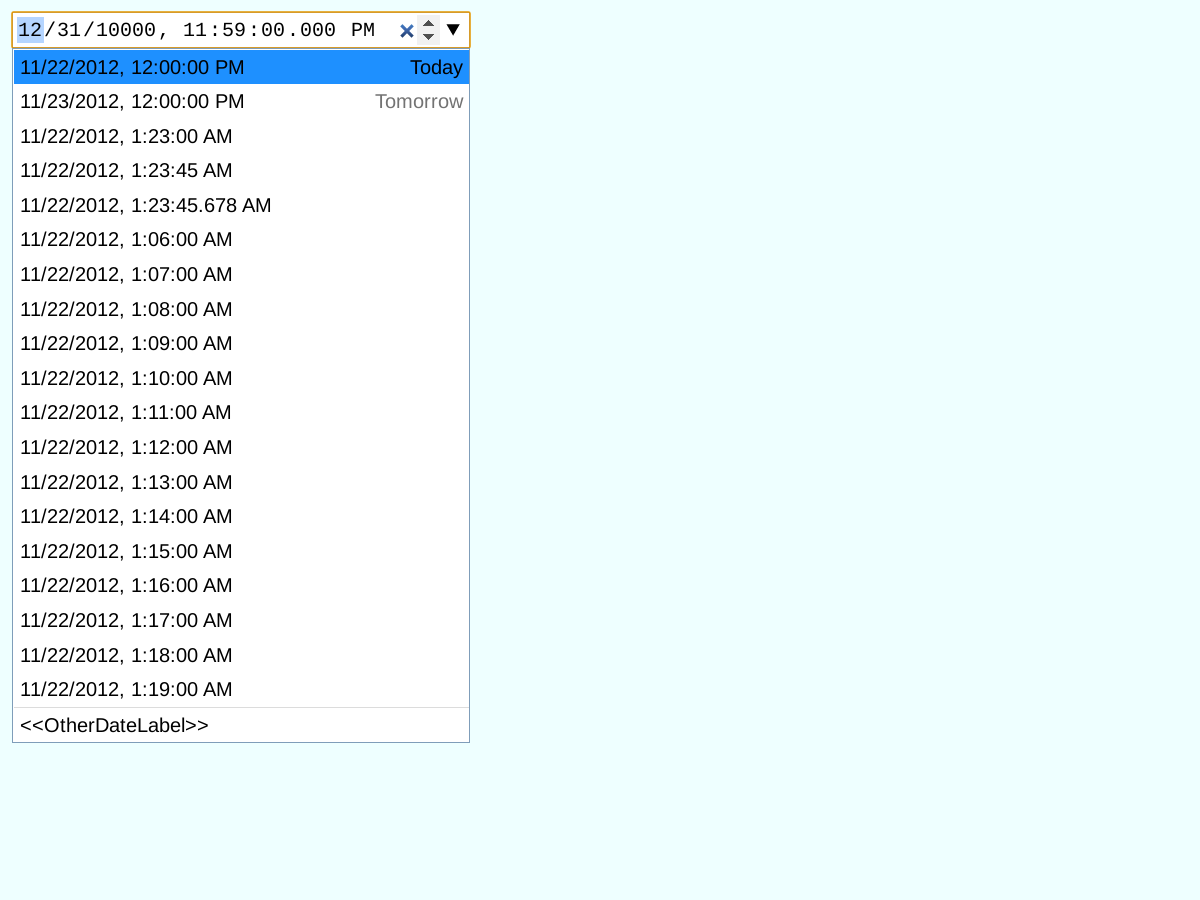 12/31/10000, 11:59:00.000 PM
11/22/2012, 12:00:00 PM Today
11/23/2012, 12:00:00 PM Tomorrow
11/22/2012, 1:23:00 AM
11/22/2012, 1:23:45 AM
11/22/2012, 1:23:45.678 AM
11/22/2012, 1:06:00 AM
11/22/2012, 1:07:00 AM
11/22/2012, 1:08:00 AM
11/22/2012, 1:09:00 AM
11/22/2012, 1:10:00 AM
11/22/2012, 1:11:00 AM
11/22/2012, 1:12:00 AM
11/22/2012, 1:13:00 AM
11/22/2012, 1:14:00 AM
11/22/2012, 1:15:00 AM
11/22/2012, 1:16:00 AM
11/22/2012, 1:17:00 AM
11/22/2012, 1:18:00 AM
11/22/2012, 1:19:00 AM
<<OtherDateLabel>>